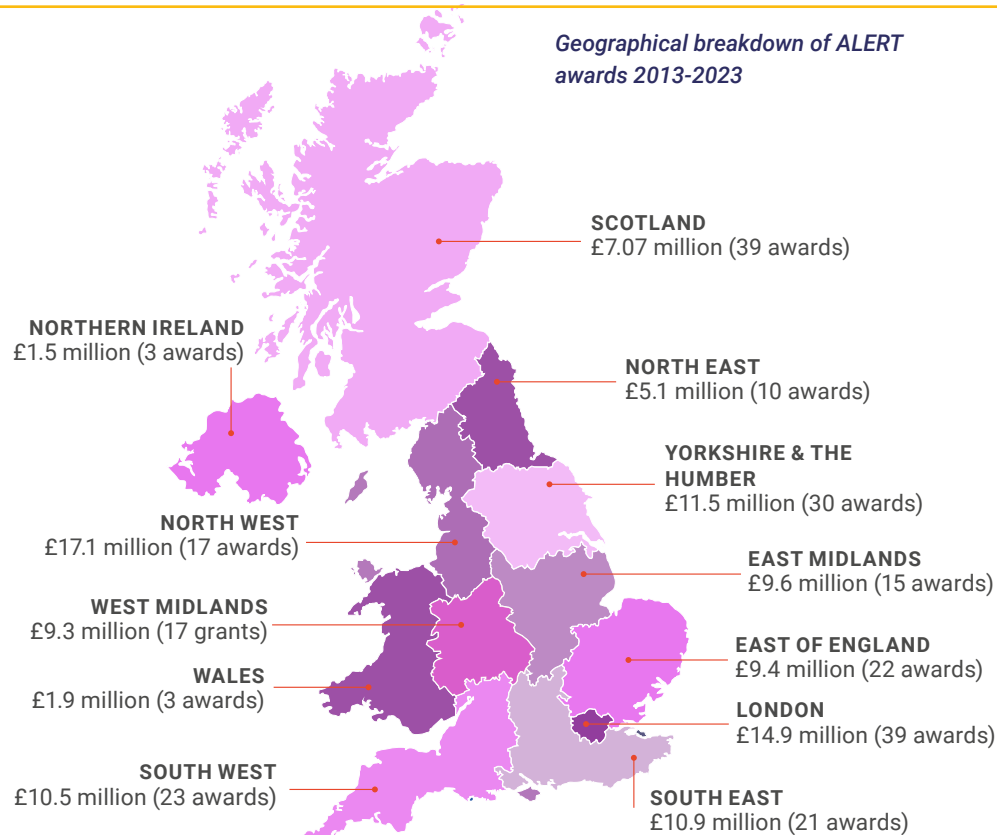 Geographical breakdown of ALERT
awards 2013-2023
SCOTLAND
£7.07 million (39 awards)
NORTHERN IRELAND
£1.5 million (3 awards)
NORTH EAST
£5.1 million (10 awards)
YORKSHIRE & THE
HUMBER
£11.5 million (30 awards)
NORTH WEST
£17.1 million (17 awards)
EAST MIDLANDS
£9.6 million (15 awards)
WEST MIDLANDS
£9.3 million (17 grants)
EAST OF ENGLAND
£9.4 million (22 awards)
WALES
£1.9 million (3 awards)
LONDON
£14.9 million (39 awards)
SOUTH WEST
£10.5 million (23 awards)
SOUTH EAST
£10.9 million (21 awards)